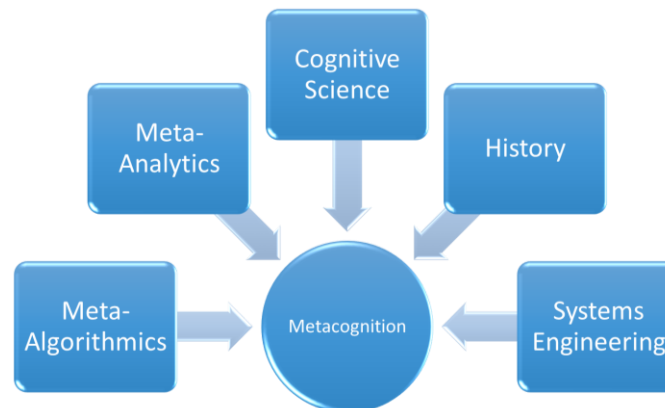 Cognitive
Science
Meta-
Analytics
History
Meta-
Algorithmics
Metacognition
Systems
Engineering